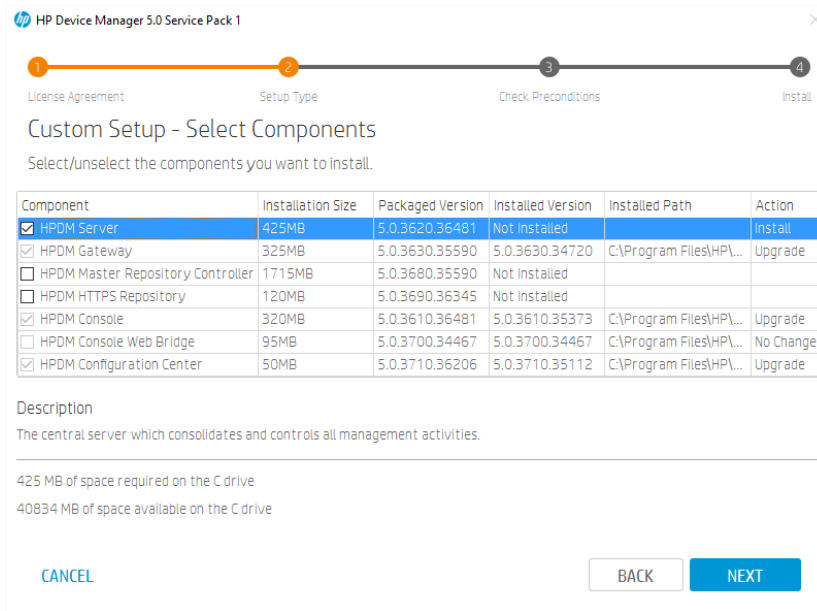 hp HP Device Manager 5.0 Service Pack 1
1 2 3 4
License Agreement Setup Type Check Preconditions Install
Custom Setup - Select Components
Select/unselect the components you want to install.
Component Installation Size Packaged Version Installed Version Installed Path Action
HPDM Server 425MB 5.0.3620.36481 Not Installed Install
HPDM Gateway 325MB 5.0.3630.35590 5.0.3630.34720 C:\Program Files\HP\... Upgrade
HPDM Master Repository Controller 1715MB 5.0.3680.35590 Not Installed
HPDM HTTPS Repository 120MB 5.0.3690.36345 Not Installed
HPDM Console 320MB 5.0.3610.36481 5.0.3610.35373 C:\Program Files\HP\... Upgrade
HPDM Console Web Bridge 95MB 5.0.3700.34467 5.0.3700.34467 C:\Program Files\HP\... No Change
HPDM Configuration Center 50MB 5.0.3710.36206 5.0.3710.35112 C:\Program Files\HP\... Upgrade
Description
The central server which consolidates and controls all management activities.
425 MB of space required on the C drive
40834 MB of space available on the C drive
CANCEL BACK NEXT